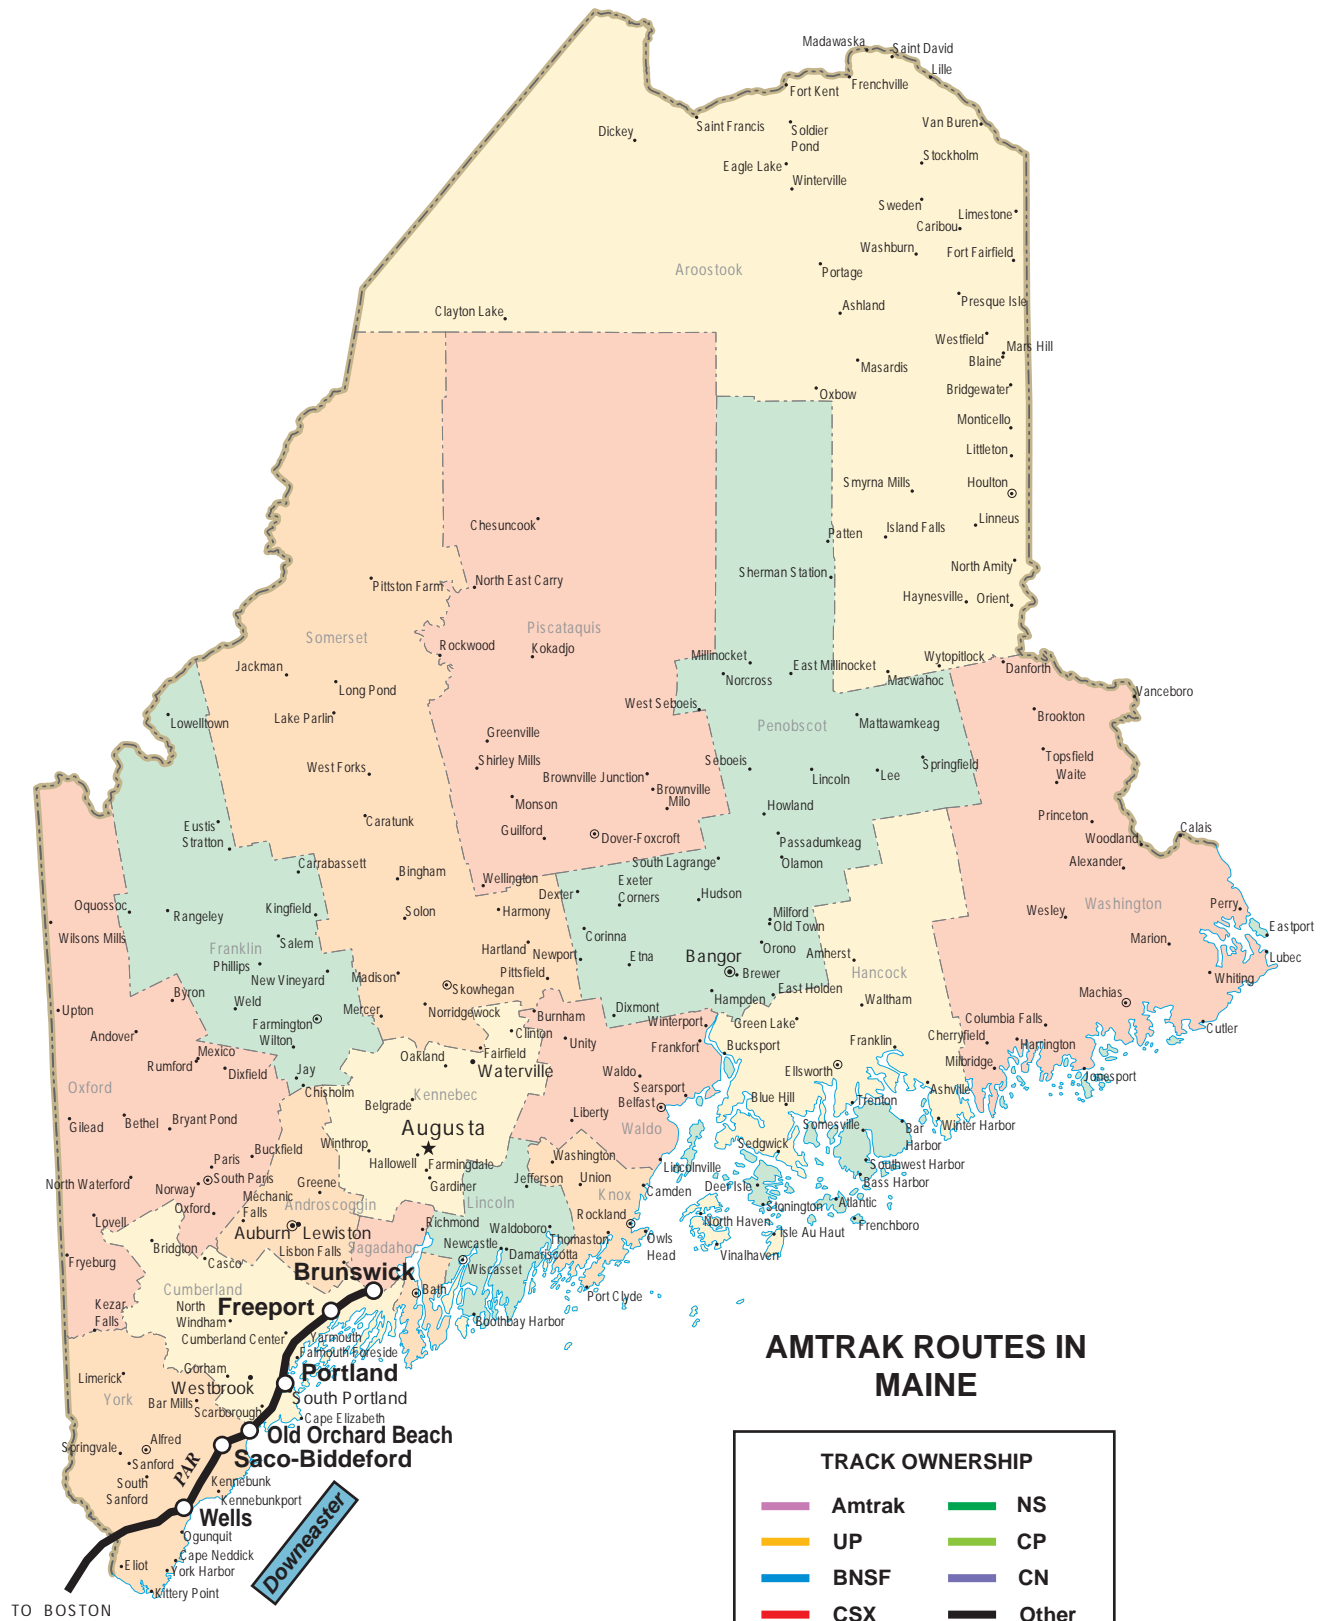 Madawaska
Saint David
Lille
Frenchville
Fort Kent
Saint Francis
Dickey
Soldier
Pond
Van Buren
Eagle Lake
Stockholm
Winterville
Sweden
Limestone
Caribou
Washburn
Fort Fairfield
Aroostook
Portage
Presque Isle
Ashland
Clayton Lake
Westfield
Mars Hill
Blaine
Masardis
Bridgewater
Oxbow
Monticello
Littleton
Smyrna Mills
Houlton
Chesuncook
Linneus
Island Falls
Patten
North Amity
Sherman Station
Pittston Farm
North East Carry
Haynesville
Orient
Somerset
Piscataquis
Rockwood
Kokadjo
Millinocket
East Millinocket
Wytopitlock
Danforth
Jackman
Norcross
Macwahoc
Long Pond
Vanceboro
West Seboeis
Lake Parlin
Lowelltown
Penobscot
Mattawamkeag
Brookton
Greenville
Shirley Mills
Seboeis
Springfield
Topsfield
Waite
West Forks
Brownville Junction
Lincoln
Lee
Brownville
Monson
Milo
Howland
Princeton
Eustis
Caratunk
Guilford
Dover-Foxcroft
Passadumkeag
Calais
Woodland
Stratton
Carrabassett
South Lagrange
Olamon
Alexander
Bingham
Wellington
Exeter
Corners
Dexter
Hudson
Oquossoc
Rangeley
Kingfield
Solon
Harmony
Milford
Old Town
Wesley
Washington
Perry
Eastport
Wilsons Mills
Franklin
Salem
Corinna
Marion
Hartland
Newport
Etna
Bangor
Orono
Amherst
Lubec
Phillips
New Vineyard
Madison
Pittsfield
Brewer
Hancock
Whiting
Skowhegan
East Holden
Byron
Weld
Hampden
Waltham
Machias
Upton
Mercer
Norridgewock
Burnham
Dixmont
Winterport
Green Lake
Columbia Falls
Cutler
Andover
Farmington
Wilton
Clinton
Unity
Frankfort
Bucksport
Franklin
Cherryfield
Harrington
Mexico
Rumford
Oakland
Fairfield
Waterville
Milbridge
Jonesport
Dixfield
Jay
Waldo
Ellsworth
Oxford
Chisholm
Kennebec
Searsport
Belfast
Ashville
Belgrade
Blue Hill
Trenton
Gilead
Bethel
Bryant Pond
Liberty
Augusta
Waldo
Somesville
Bar
Harbor
Winter Harbor
Buckfield
Winthrop
Sedgwick
Paris
Hallowell
Farmingdale
Washington
Lincolnville
Southwest Harbor
North Waterford
South Paris
Norway
Greene
Gardiner
Jefferson
Union
Camden
Deer Isle
Bass Harbor
Mechanic
Falls
Androscoggin
Lincoln
Knox
Oxford
Stonington
Atlantic
Lovell
Richmond
Rockland
North Haven
Frenchboro
Auburn
Lewiston
Waldoboro
Thomaston
Owls
Head
Isle Au Haut
Bridgton
Lisbon Falls
Sagadahoc
Newcastle
Damariscotta
Vinalhaven
Fryeburg
Casco
Wiscasset
Brunswick
Bath
Cumberland
Port Clyde
Kezar
Falls
North
Windham
Freeport
Boothbay Harbor
Cumberland Center
Yarmouth
Falmouth Foreside
AMTRAK ROUTES IN
MAINE
Limerick
Gorham
Portland
Westbrook
York
Bar Mills
South Portland
Scarborough
Cape Elizabeth
Old Orchard Beach
Springvale
Alfred
Saco-Biddeford
Sanford
PAR
South
Sanford
Kennebunk
Kennebunkport
Wells
Downeaster
Ogunquit
Cape Neddick
Eliot
York Harbor
Kittery Point
TO BOSTON
TRACK OWNERSHIP
Amtrak
NS
UP
CP
BNSF
CN
CSX
Other